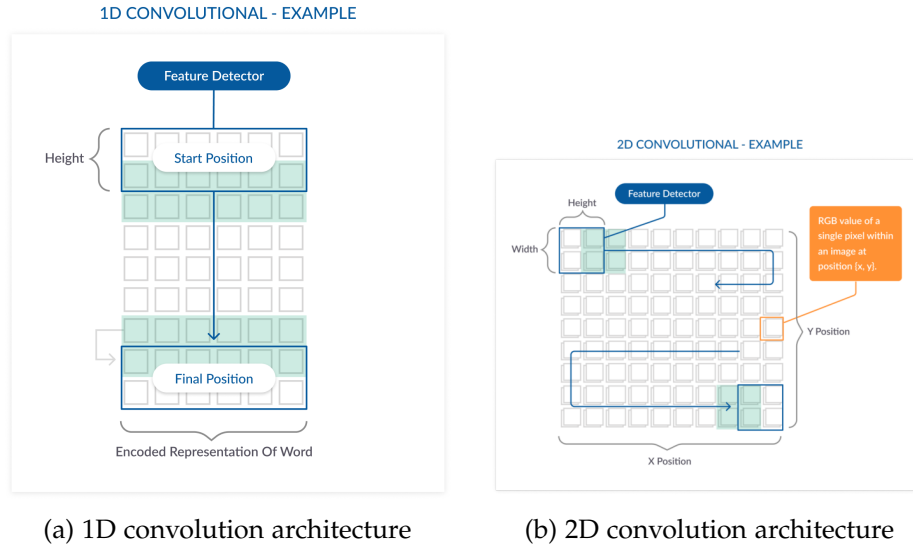 1D CONVOLUTIONAL - EXAMPLE
Feature Detector
Height
Start Position
Final Position
Encoded Representation Of Word
(a) 1D convolution architecture
2D CONVOLUTIONAL - EXAMPLE
Height
Feature Detector
Width
RGB value of a
single pixel within
an image at
position [x, y].
Y Position
X Position
(b) 2D convolution architecture